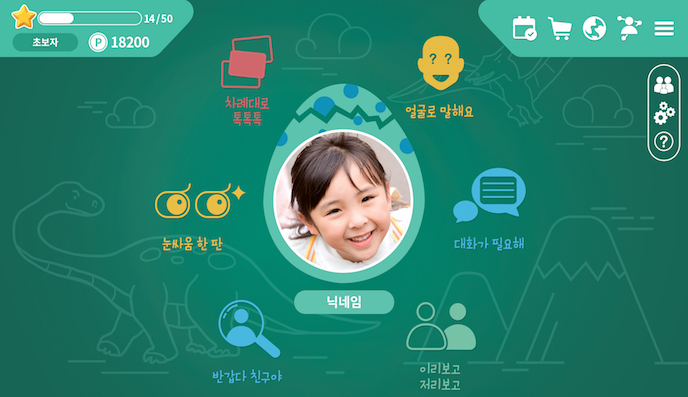 14/50
초보자
P 18200
차례대로
톡톡톡
? ?
얼굴로 말해요
눈싸움 한 판
대화가 필요해
닉네임
반갑다 친구야
이리보고
저리보고
?